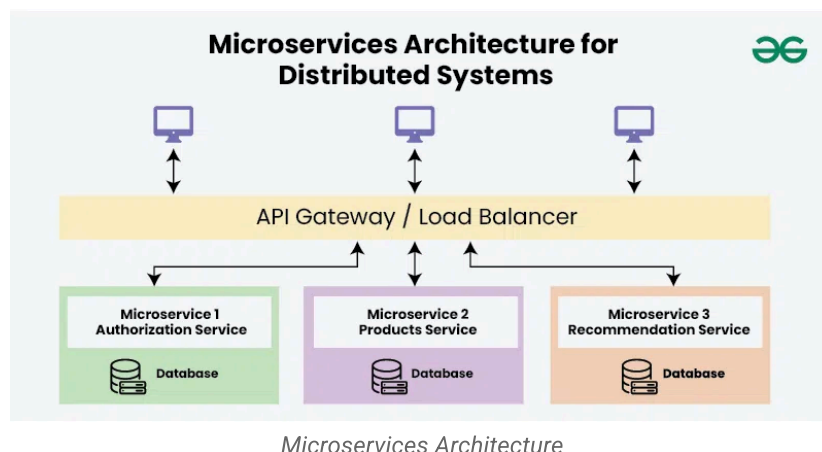 Microservices Architecture for
Distributed Systems
API Gateway / Load Balancer
Microservice 1
Authorization Service
Database
Microservice 2
Products Service
Database
Microservice 3
Recommendation Service
Database
Microservices Architecture